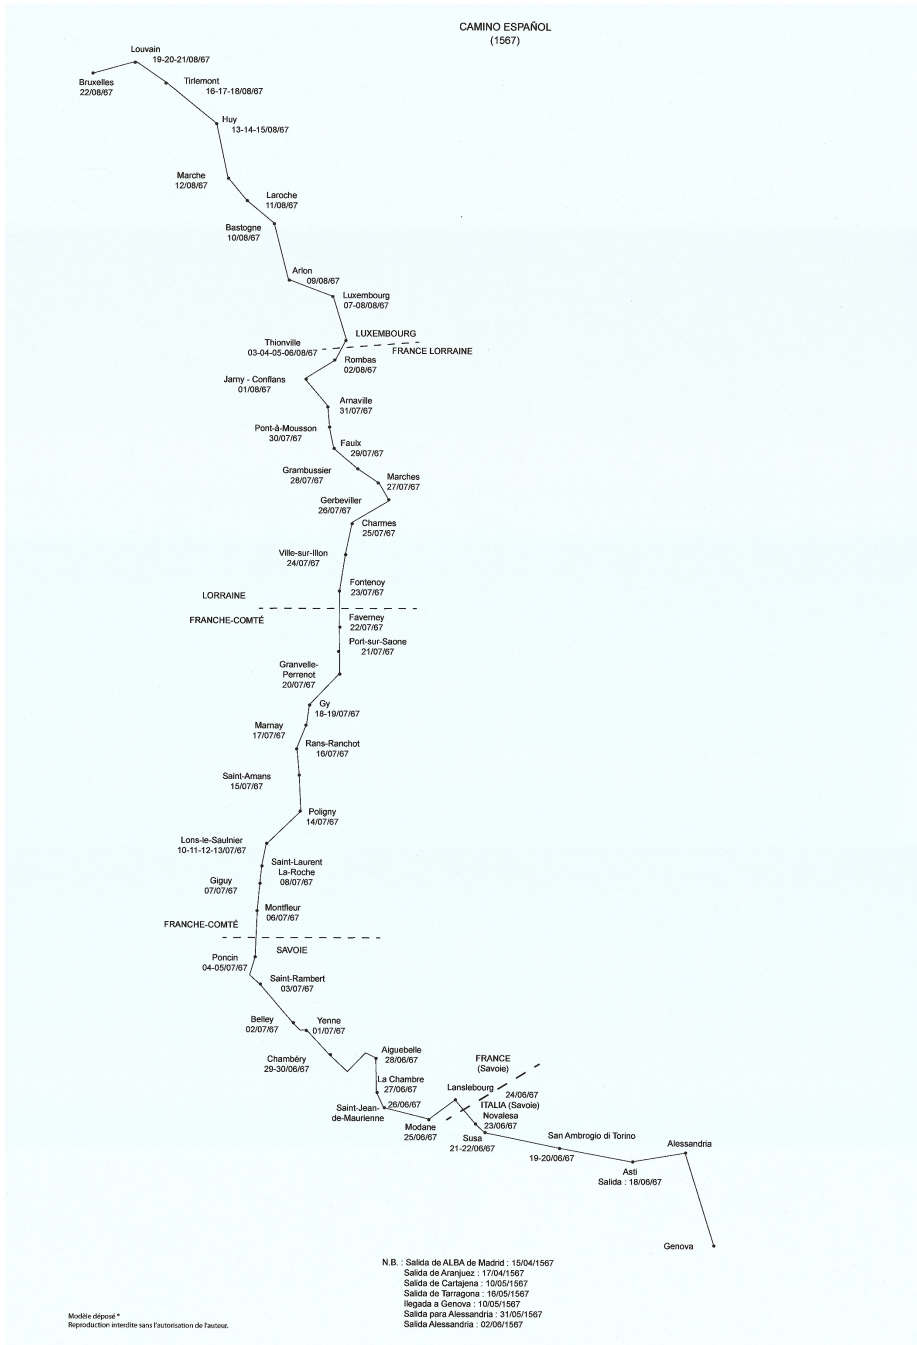 CAMINO ESPAÑOL
(1567)
Louvain
19-20-21/08/67
Bruxelles
22/08/67
Tirlemont
16-17-18/08/67
Huy
13-14-15/08/67
Marche
12/08/67
Laroche
11/08/67
Bastogne
10/08/67
Arlon
09/08/67
Luxembourg
07-08/08/67
LUXEMBOURG
Thionville
03-04-05-06/08/67
FRANCE LORRAINE
Rombas
02/08/67
Jarny - Conflans
01/08/67
Arnaville
31/07/67
Pont-à-Mousson
30/07/67
Faulx
29/07/67
Grambussier
28/07/67
Marches
27/07/67
Gerbeviller
26/07/67
Charmes
25/07/67
Ville-sur-Illon
24/07/67
Fontenoy
23/07/67
LORRAINE
FRANCHE-COMTÉ
Faverney
22/07/67
Port-sur-Saone
21/07/67
Granvelle-
Perrenot
20/07/67
Gy
18-19/07/67
Marnay
17/07/67
Rans-Ranchot
16/07/67
Saint-Amans
15/07/67
Poligny
14/07/67
Lons-le-Saulnier
10-11-12-13/07/67
Saint-Laurent
La-Roche
08/07/67
Giguy
07/07/67
Montfleur
06/07/67
FRANCHE-COMTÉ
SAVOIE
Poncin
04-05/07/67
Saint-Rambert
03/07/67
Belley
02/07/67
Yenne
01/07/67
Chambéry
29-30/06/67
Aiguebelle
28/06/67
La Chambre
27/06/67
26/06/67
Saint-Jean-
de-Maurienne
Modane
25/06/67
FRANCE
(Savoie)
Lanslebourg
24/06/67
ITALIA (Savoie)
Novalesa
23/06/67
Susa
21-22/06/67
San Ambrogio di Torino
19-20/06/67
Asti
Salida : 18/06/67
Alessandria
Genova
N.B. : Salida de ALBA de Madrid : 15/04/1567
Salida de Aranjuez : 17/04/1567
Salida de Cartajena : 10/05/1567
Salida de Tarragona : 16/05/1567
llegada a Genova : 10/05/1567
Salida para Alessandria : 31/05/1567
Salida Alessandria : 02/06/1567
Modèle déposé *
Reproduction interdite sans l'autorisation de l'auteur.